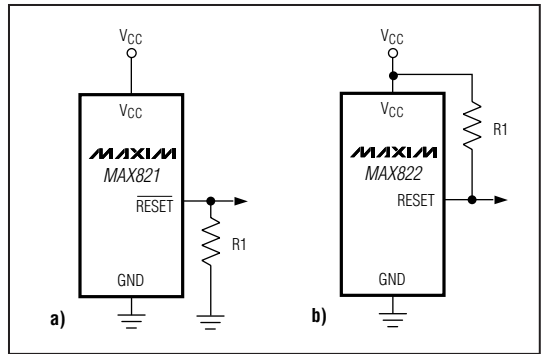 VCC
VCC
MAXIM
MAX821
RESET
R1
GND
a)
VCC
VCC
MAXIM
MAX822
RESET
R1
GND
b)